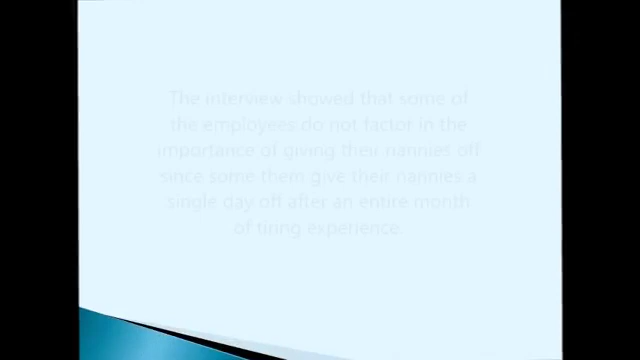 The interview showed that some of
the employees do not factor in the
importance of giving their nannies off
since some them give their nannies a
single day off after an entire month
of tiring experience.